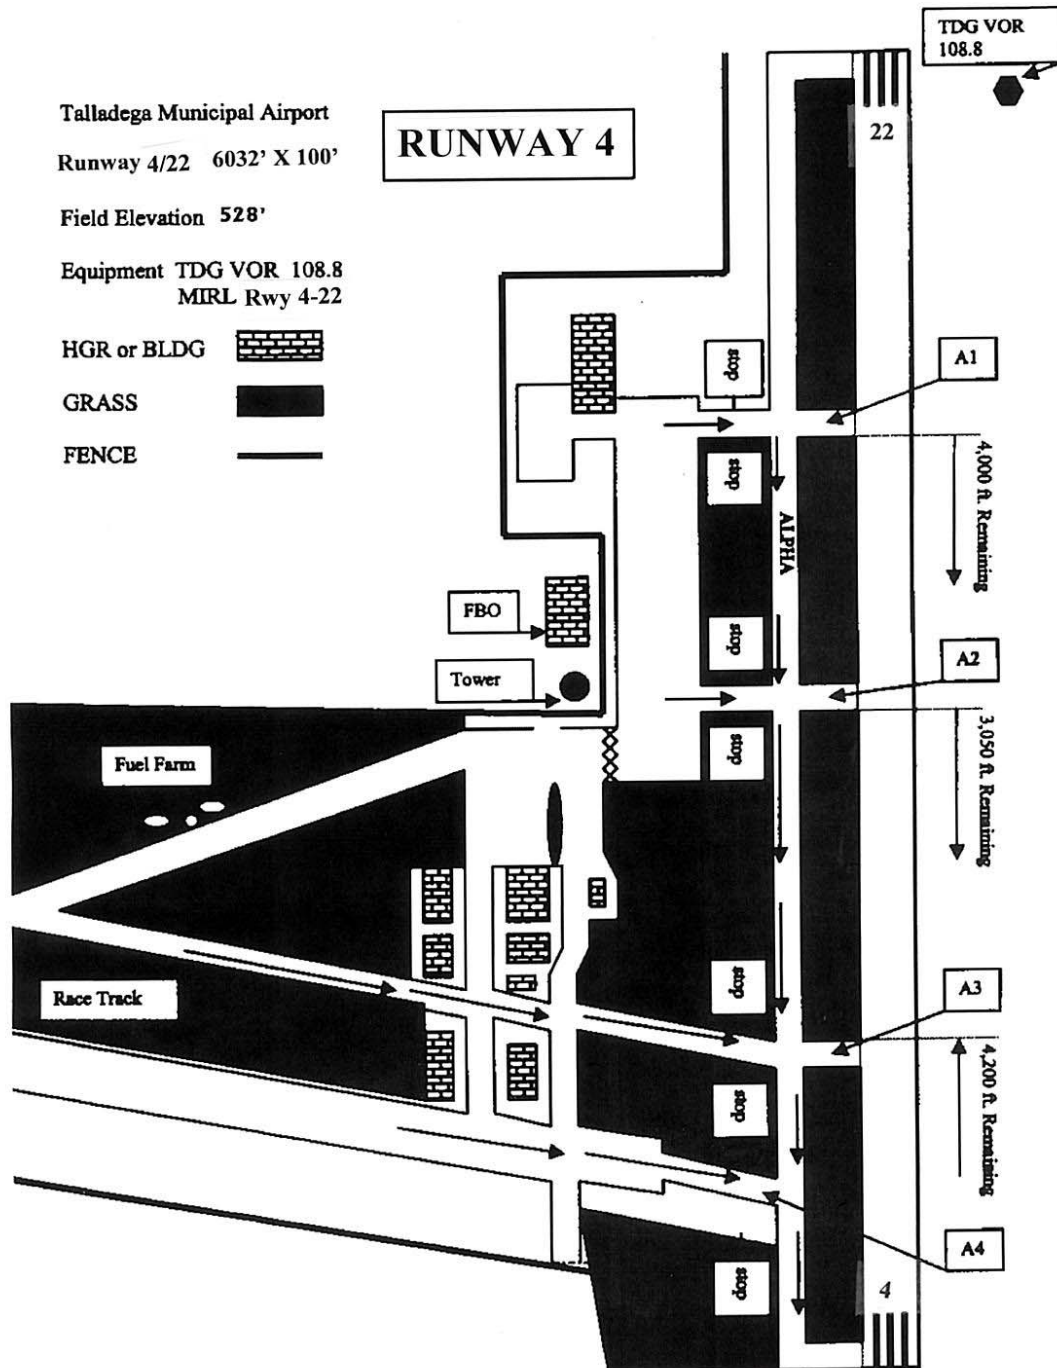 TDG VOR
108.8
Talladega Municipal Airport
RUNWAY 4
Runway 4/22 6032' X 100'
22
Field Elevation 528'
Equipment TDG VOR 108.8
MIRL Rwy 4-22
HGR or BLDG
GRASS
FENCE
stop
A1
stop
4,000 ft. Remaining
ALPHA
FBO
stop
A2
Tower
stop
3,050 ft. Remaining
Fuel Farm
stop
A3
Race Track
stop
4,200 ft. Remaining
A4
stop
4